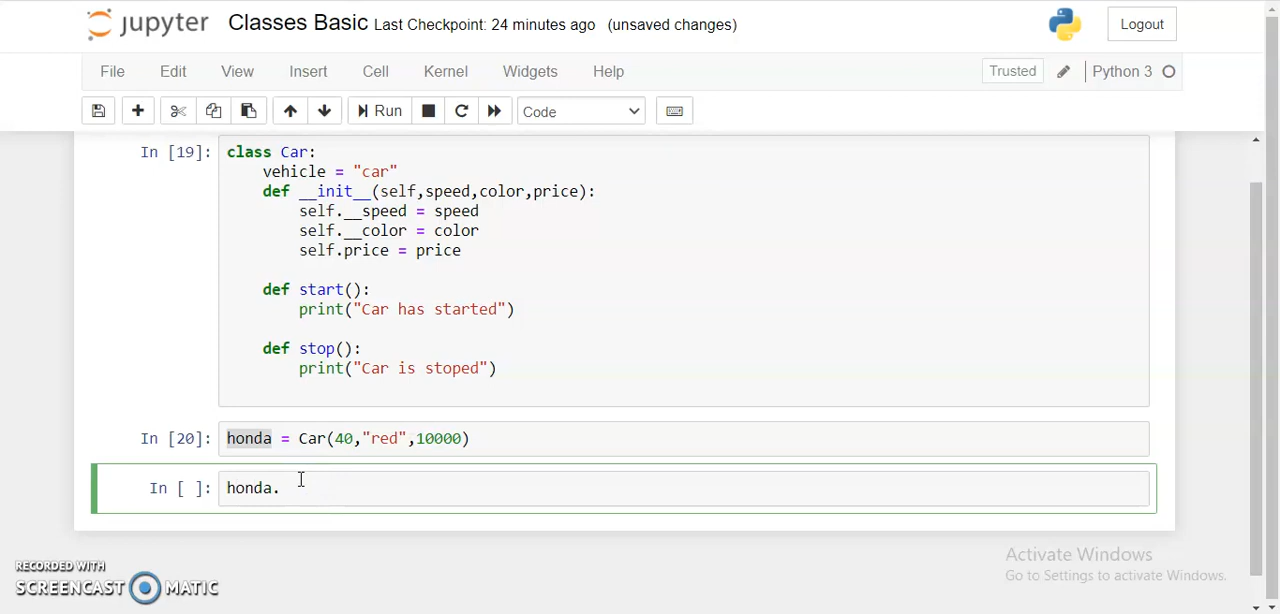 jupyter Classes Basic Last Checkpoint: 24 minutes ago (unsaved changes) Logout
File Edit View Insert Cell Kernel Widgets Help Trusted Python 3
Run Code
In [19]: class Car:
vehicle = "car"
def __init__(self,speed,color,price):
self.__speed = speed
self.__color = color
self.price = price
def start():
print("Car has started")
def stop():
print("Car is stoped")
In [20]: honda = Car(40,"red",10000)
In [ ]: honda.
Activate Windows
Go to Settings to activate Windows.
RECORDED WITH
SCREENCAST MATIC